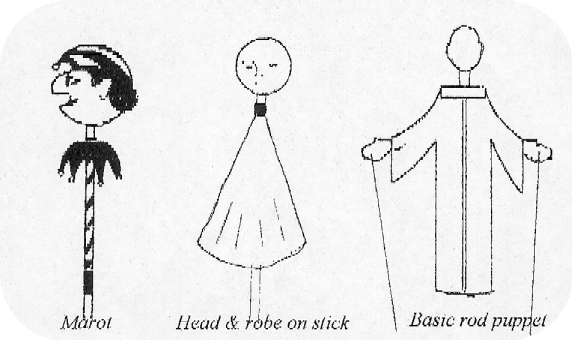 Marot
Head & robe on stick
Basic rod puppet